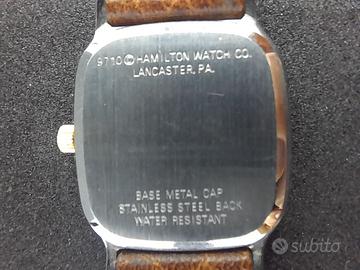 9710 HAMILTON WATCH CO.
LANCASTER, PA.
BASE METAL CAP
STAINLESS STEEL BACK
WATER RESISTANT
subito